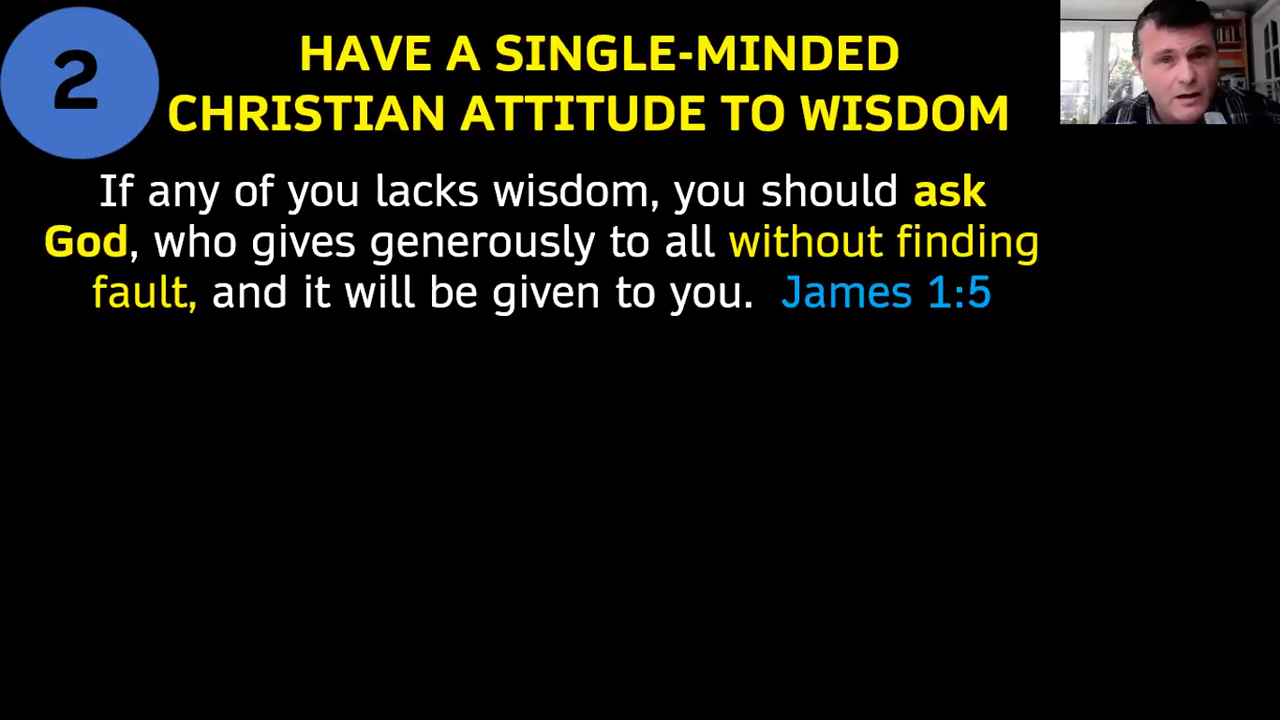 2
HAVE A SINGLE-MINDED
CHRISTIAN ATTITUDE TO WISDOM
If any of you lacks wisdom, you should ask
God, who gives generously to all without finding
fault, and it will be given to you. James 1:5